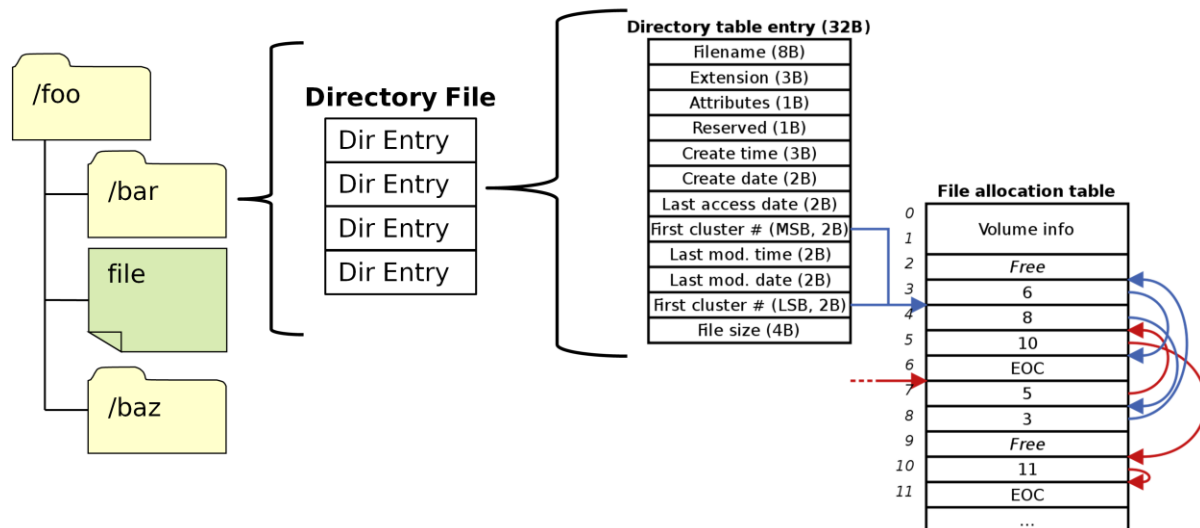 /foo
/bar
file
/baz
Directory File
Dir Entry
Dir Entry
Dir Entry
Dir Entry
Directory table entry (32B)
Filename (8B)
Extension (3B)
Attributes (1B)
Reserved (1B)
Create time (3B)
Create date (2B)
Last access date (2B)
First cluster # (MSB, 2B)
Last mod. time (2B)
Last mod. date (2B)
First cluster # (LSB, 2B)
File size (4B)
File allocation table
0
1
Volume info
2
Free
3
6
4
8
5
10
6
EOC
7
5
8
3
9
Free
10
11
11
EOC
...